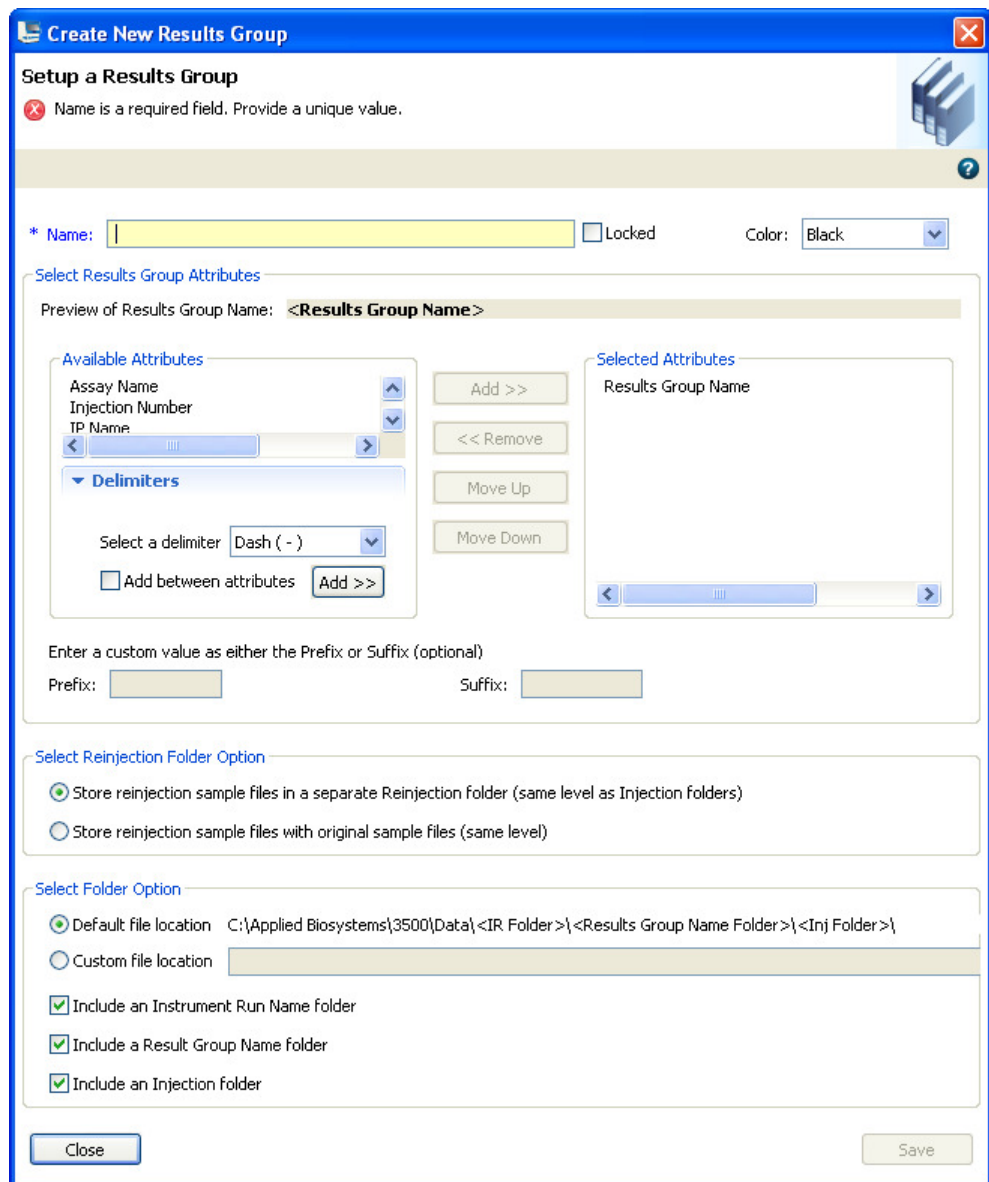 Create New Results Group
Setup a Results Group
Name is a required field. Provide a unique value.
* Name:
Locked
Color: Black
Select Results Group Attributes
Preview of Results Group Name: <Results Group Name>
Available Attributes
Assay Name
Injection Number
IP Name
Delimiters
Select a delimiter Dash ( - )
Add between attributes Add >>
Add >>
<< Remove
Move Up
Move Down
Selected Attributes
Results Group Name
Enter a custom value as either the Prefix or Suffix (optional)
Prefix:
Suffix:
Select Reinjection Folder Option
Store reinjection sample files in a separate Reinjection folder (same level as Injection folders)
Store reinjection sample files with original sample files (same level)
Select Folder Option
Default file location C:\Applied Biosystems\3500\Data\<IR Folder>\<Results Group Name Folder>\<Inj Folder>\
Custom file location
Include an Instrument Run Name folder
Include a Result Group Name folder
Include an Injection folder
Close
Save